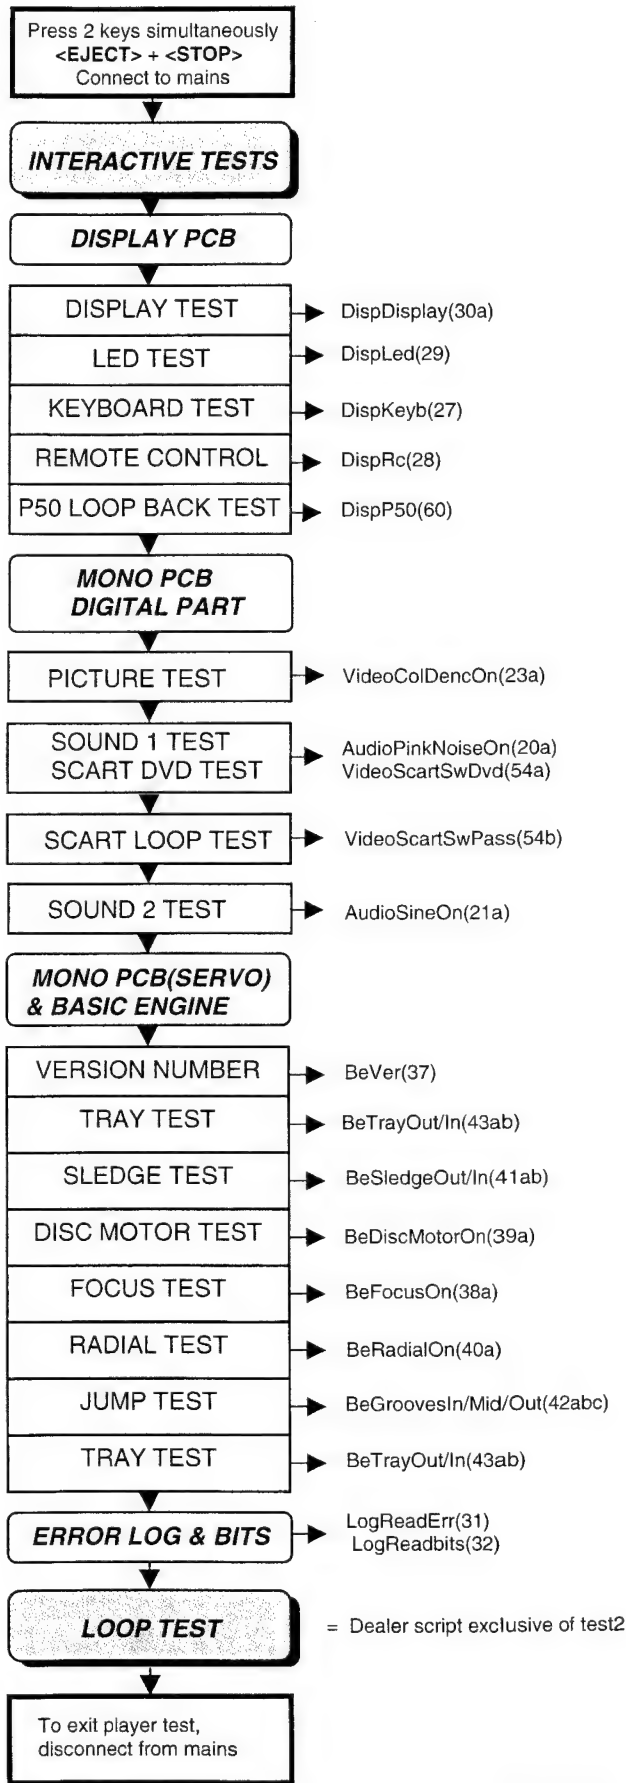 Press 2 keys simultaneously
<EJECT> + <STOP>
Connect to mains
INTERACTIVE TESTS
DISPLAY PCB
DISPLAY TEST
DispDisplay(30a)
LED TEST
DispLed(29)
KEYBOARD TEST
DispKeyb(27)
REMOTE CONTROL
DispRc(28)
P50 LOOP BACK TEST
DispP50(60)
MONO PCB
DIGITAL PART
PICTURE TEST
VideoColDencOn(23a)
SOUND 1 TEST
SCART DVD TEST
AudioPinkNoiseOn(20a)
VideoScartSwDvd(54a)
SCART LOOP TEST
VideoScartSwPass(54b)
SOUND 2 TEST
AudioSineOn(21a)
MONO PCB(SERVO)
& BASIC ENGINE
VERSION NUMBER
BeVer(37)
TRAY TEST
BeTrayOut/In(43ab)
SLEDGE TEST
BeSledgeOut/In(41ab)
DISC MOTOR TEST
BeDiscMotorOn(39a)
FOCUS TEST
BeFocusOn(38a)
RADIAL TEST
BeRadialOn(40a)
JUMP TEST
BeGroovesIn/Mid/Out(42abc)
TRAY TEST
BeTrayOut/In(43ab)
ERROR LOG & BITS
LogReadErr(31)
LogReadbits(32)
LOOP TEST
= Dealer script exclusive of test2
To exit player test,
disconnect from mains